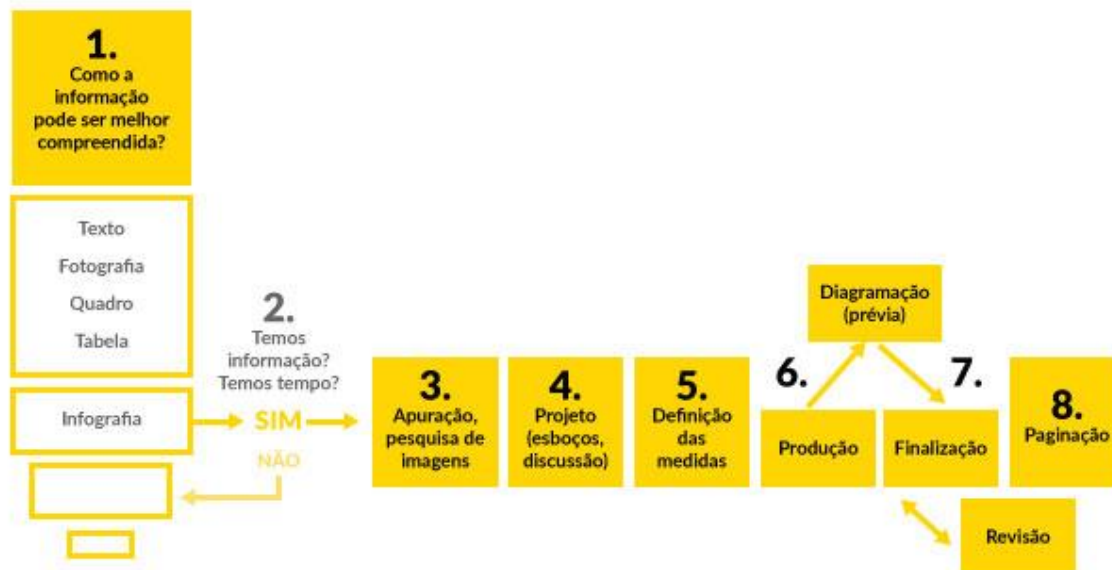 1.
Como a
informação
pode ser melhor
compreendida?
Texto
Fotografia
Quadro
Tabela
Infografia
2.
Temos
informação?
Temos tempo?
SIM
NÃO
3.
Apuração,
pesquisa de
imagens
4.
Projeto
(esboços,
discussão)
5.
Definição
das
medidas
6.
Produção
Diagramação
(prévia)
7.
Finalização
Revisão
8.
Paginação